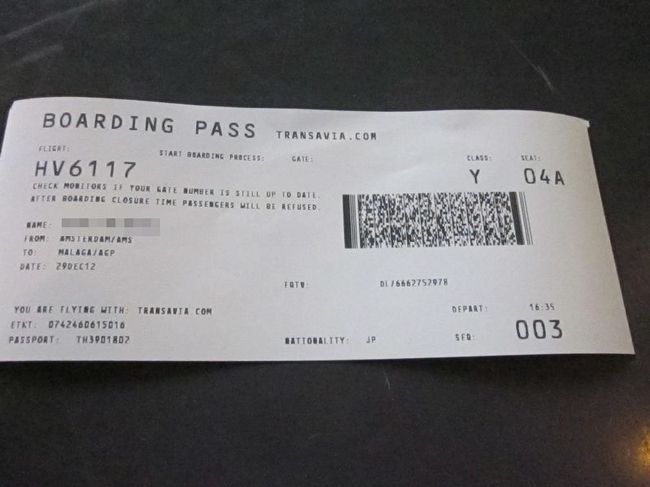 BOARDING PASS TRANSAVIA.COM
FLIGHT: START BOARDING PROCESS: GATE: CLASS: SEAT:
HV6117 Y 04A
CHECK MONITORS IF YOUR GATE NUMBER IS STILL UP TO DATE.
AFTER BOARDING CLOSURE TIME PASSENGERS WILL BE REFUSED.
NAME:
FROM: AMSTERDAM/AMS
TO: MALAGA/AGP
DATE: 29DEC12
FQTV: DL/6662752978
YOU ARE FLYING WITH: TRANSAVIA.COM DEPART: 16:35
ETKT: 0742460615016
PASSPORT: TH3901802 NATIONALITY: JP SEQ: 003